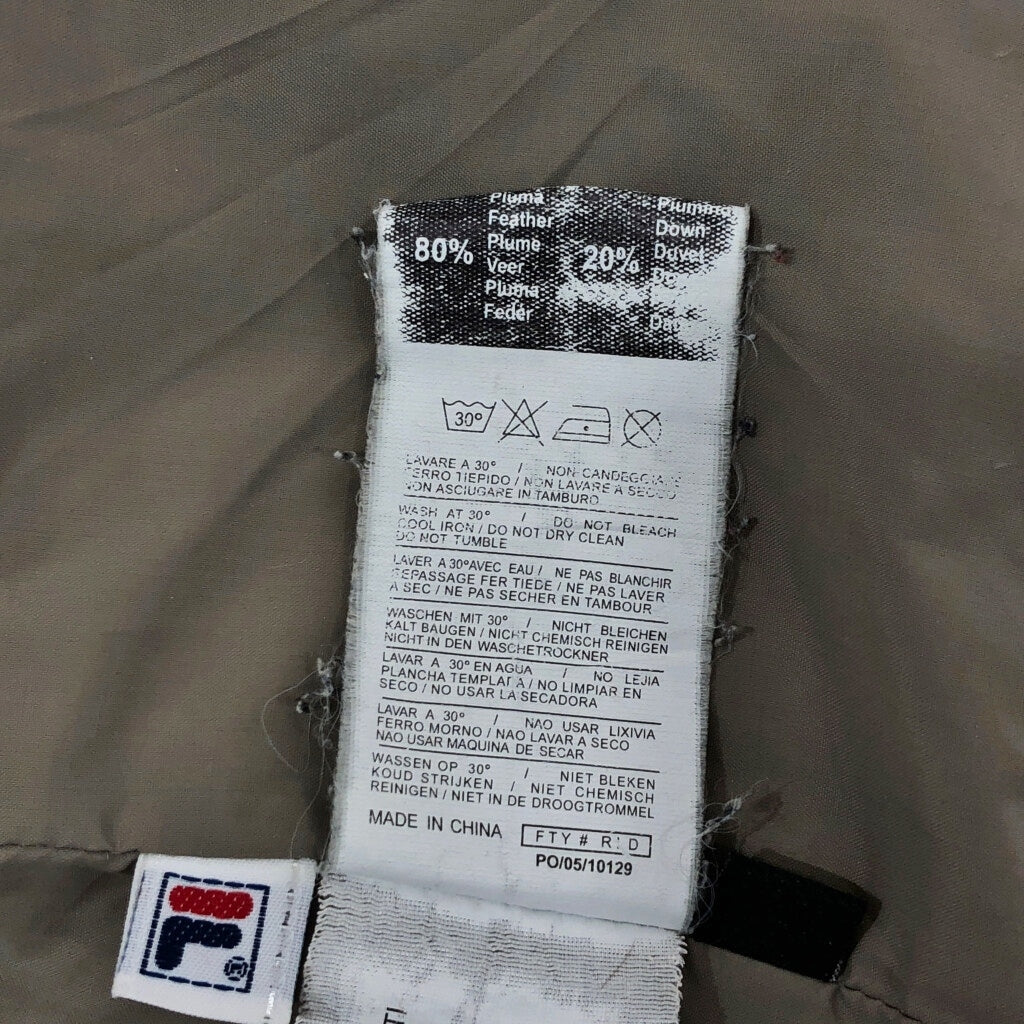 Pluma
Feather
80% Plume
Veer
Pluma
Feder
Down
20% Duvet
30°
LAVARE A 30° / NON
FERRO TIEPIDO / NON LAVARE A SECCO
NON ASCIUGARE IN TAMBURO
WASH AT 30° / DO NOT BLEACH
COOL IRON / DO NOT DRY CLEAN
DO NOT TUMBLE
LAVER A 30°AVEC EAU / NE PAS BLANCHIR
REPASSAGE FER TIEDE / NE PAS LAVER
A SEC / NE PAS SECHER EN TAMBOUR
WASCHEN MIT 30° / NICHT BLEICHEN
KALT BAUGEN / NICHT CHEMISCH REINIGEN
NICHT IN DEN WASCHETROCKNER
LAVAR A 30° EN AGUA / NO LEJIA
PLANCHA / NO LIMPIAR EN
SECO / NO USAR LA SECADORA
LAVAR A 30° / NAO USAR LIXIVIA
FERRO MORNO / NAO LAVAR A SECO
NAO USAR MAQUINA DE SECAR
WASSEN OP 30° / NIET BLEKEN
KOUD STRIJKEN / NIET CHEMISCH
REINIGEN / NIET IN DE DROOGTROMMEL
MADE IN CHINA
FTY #
PO/05/10129
F
®